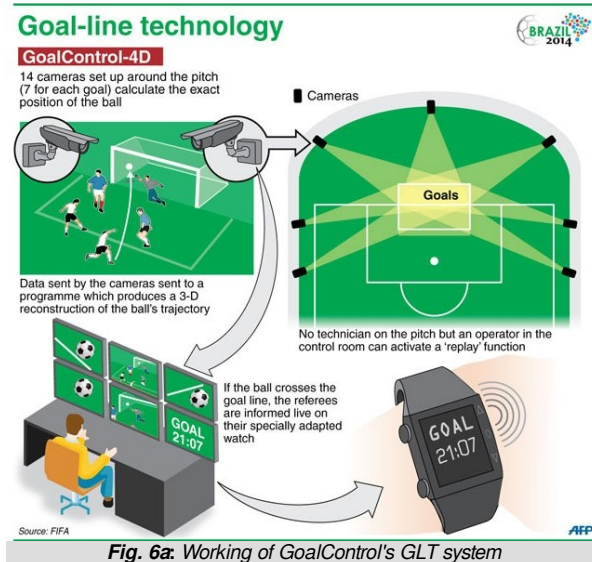 Goal-line technology
BRAZIL
2014
GoalControl-4D
14 cameras set up around the pitch
(7 for each goal) calculate the exact
position of the ball
Cameras
Goals
Data sent by the cameras sent to a
programme which produces a 3-D
reconstruction of the ball's trajectory
No technician on the pitch but an operator in the
control room can activate a 'replay' function
If the ball crosses the
goal line, the referees
are informed live on
their specially adapted
watch
GOAL
21:07
GOAL
21:07
Source: FIFA
AFP
Fig. 6a: Working of GoalControl's GLT system